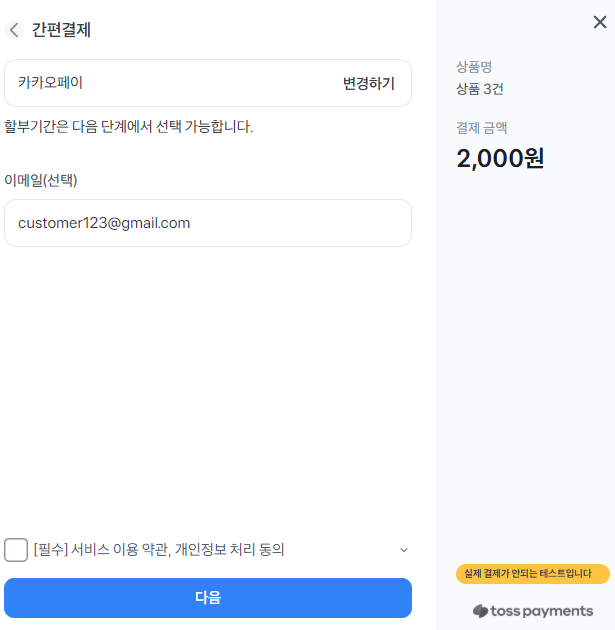 간편결제
카카오페이 변경하기
할부기간은 다음 단계에서 선택 가능합니다.
이메일(선택)
customer123@gmail.com
[필수] 서비스 이용 약관, 개인정보 처리 동의
다음
상품명
상품 3건
결제 금액
2,000원
실제 결제가 안되는 테스트입니다
toss payments